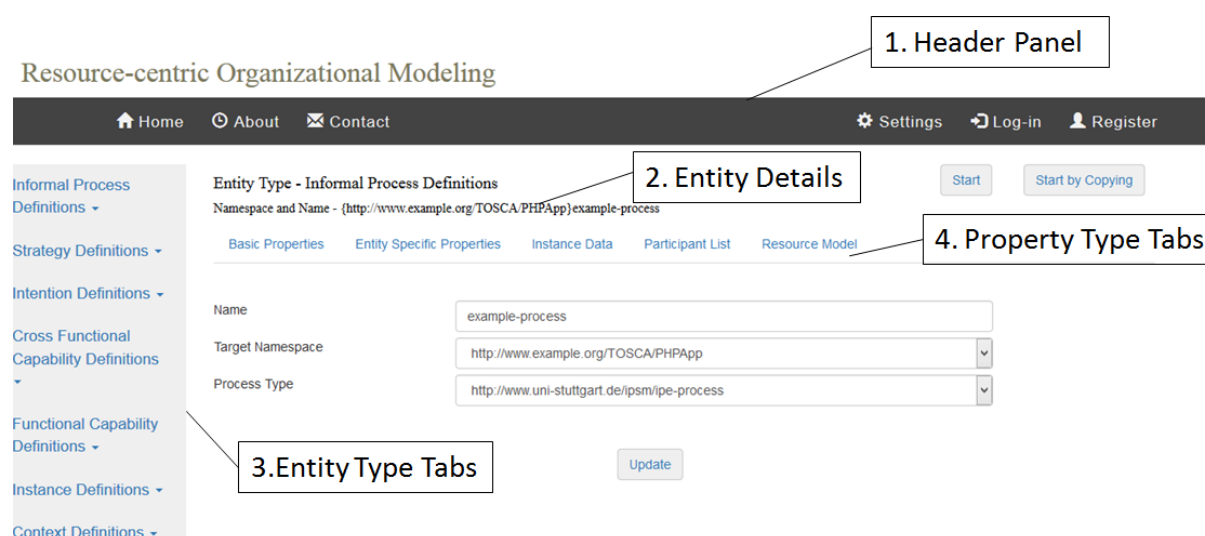 1. Header Panel
Resource-centric Organizational Modeling
Home About Contact Settings Log-in Register
Informal Process
Definitions
Strategy Definitions
Intention Definitions
Cross Functional
Capability Definitions
Functional Capability
Definitions
Instance Definitions
Context Definitions
Entity Type - Informal Process Definitions
Namespace and Name - {http://www.example.org/TOSCA/PHPApp}example-process
2. Entity Details
Start Start by Copying
Basic Properties Entity Specific Properties Instance Data Participant List Resource Model
4. Property Type Tabs
Name example-process
Target Namespace http://www.example.org/TOSCA/PHPApp
Process Type http://www.uni-stuttgart.de/ipsm/ipe-process
3.Entity Type Tabs
Update